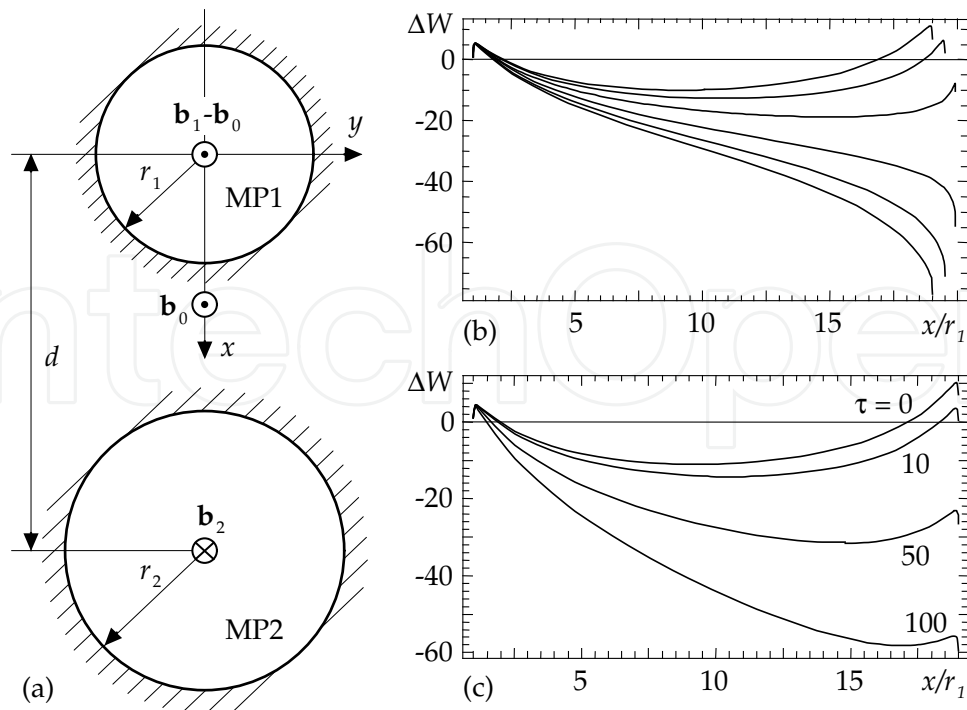 b₁-b₀
y
r₁
MP1
b₀
x
d
b₂
r₂
MP2
(a)
ΔW
0
-20
-40
-60
(b)
5
10
15
x/r₁
ΔW
τ = 0
0
10
-20
50
-40
100
-60
(c)
5
10
15
x/r₁
ntechOpe